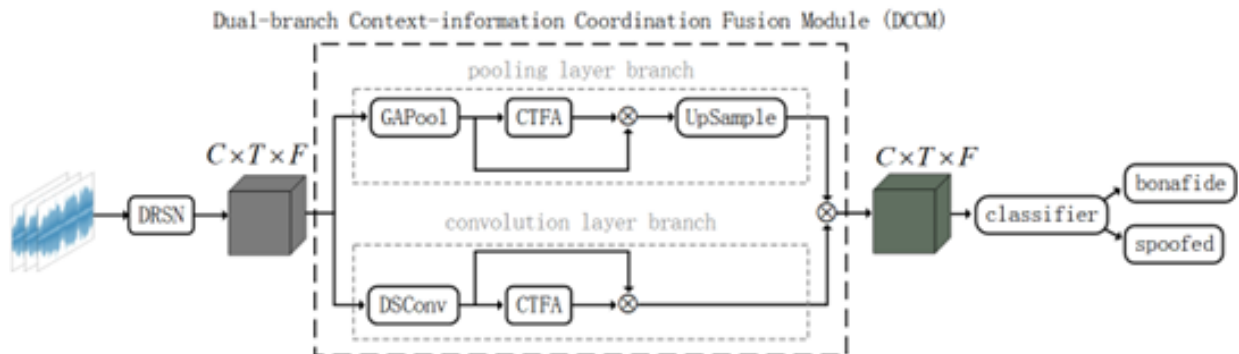 Dual-branch Context-information Coordination Fusion Module (DCCM)
pooling layer branch
GAPool
CTFA
UpSample
C×T×F
DRSN
convolution layer branch
DSConv
CTFA
C×T×F
classifier
bonafide
spoofed